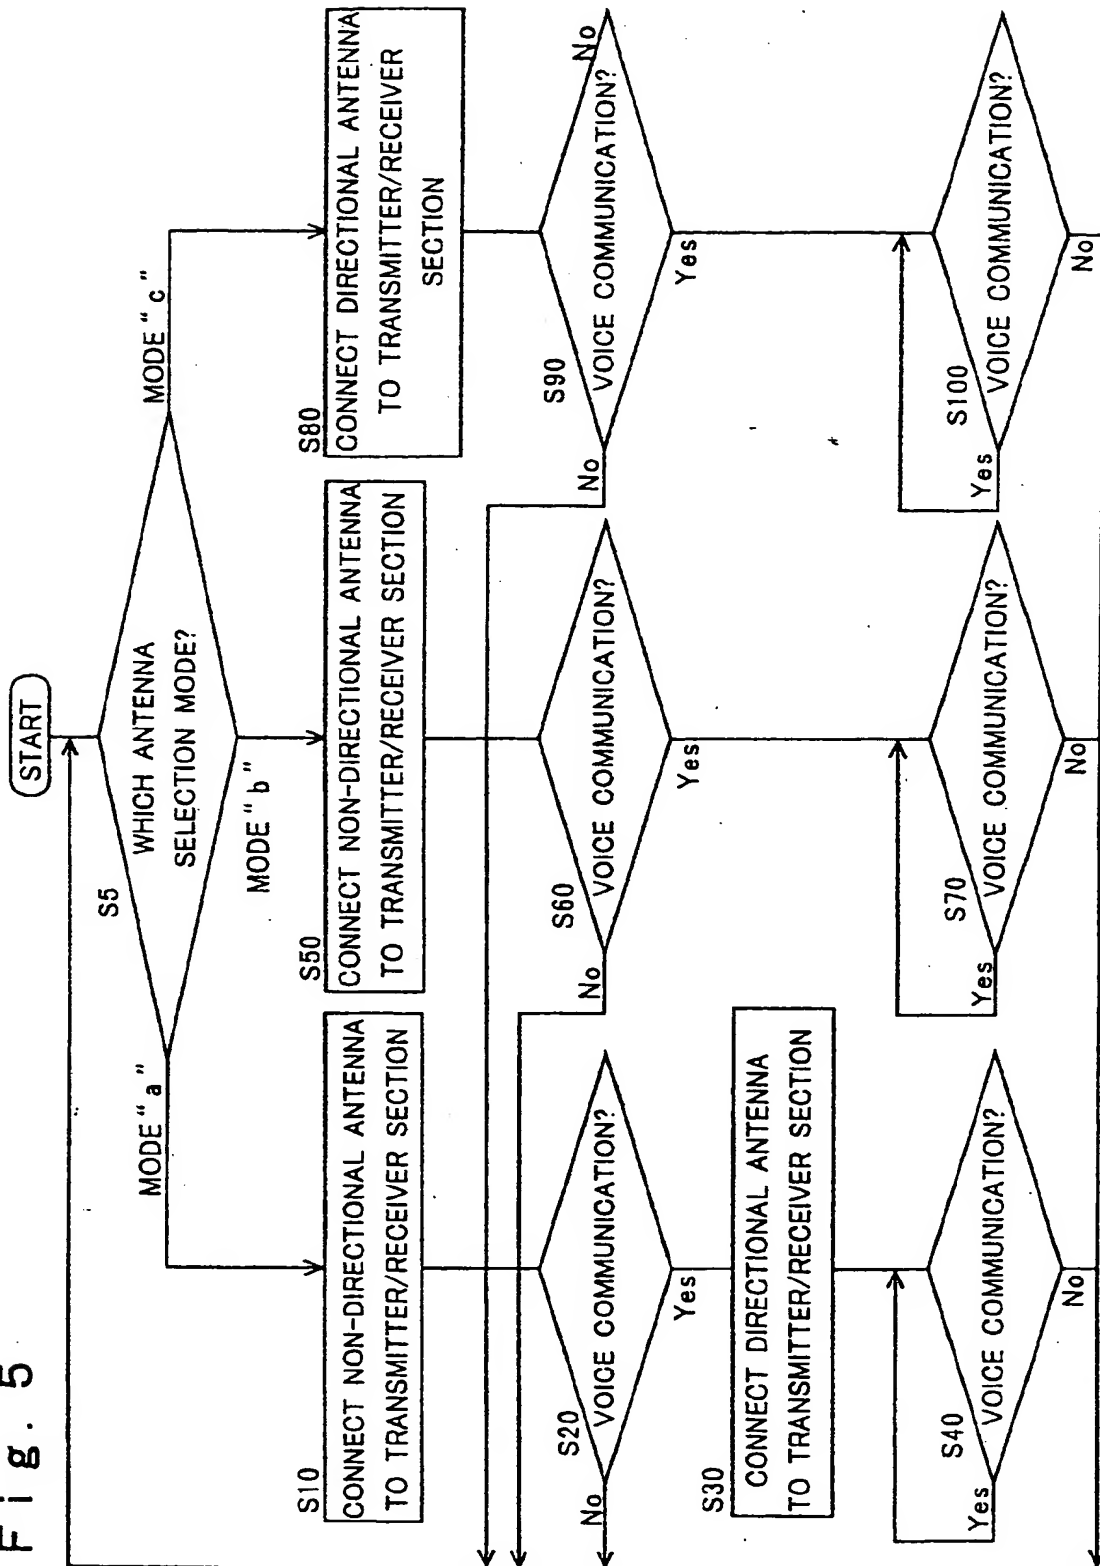 Fig. 5
START
S5
WHICH ANTENNA
SELECTION MODE?
MODE "a"
MODE "b"
MODE "c"
S10
CONNECT NON-DIRECTIONAL ANTENNA
TO TRANSMITTER/RECEIVER SECTION
S20
VOICE COMMUNICATION?
No
Yes
S30
CONNECT DIRECTIONAL ANTENNA
TO TRANSMITTER/RECEIVER SECTION
S40
VOICE COMMUNICATION?
Yes
No
S50
CONNECT NON-DIRECTIONAL ANTENNA
TO TRANSMITTER/RECEIVER SECTION
S60
VOICE COMMUNICATION?
No
Yes
S70
VOICE COMMUNICATION?
Yes
No
S80
CONNECT DIRECTIONAL ANTENNA
TO TRANSMITTER/RECEIVER
SECTION
S90
VOICE COMMUNICATION?
No
No
Yes
S100
VOICE COMMUNICATION?
Yes
No